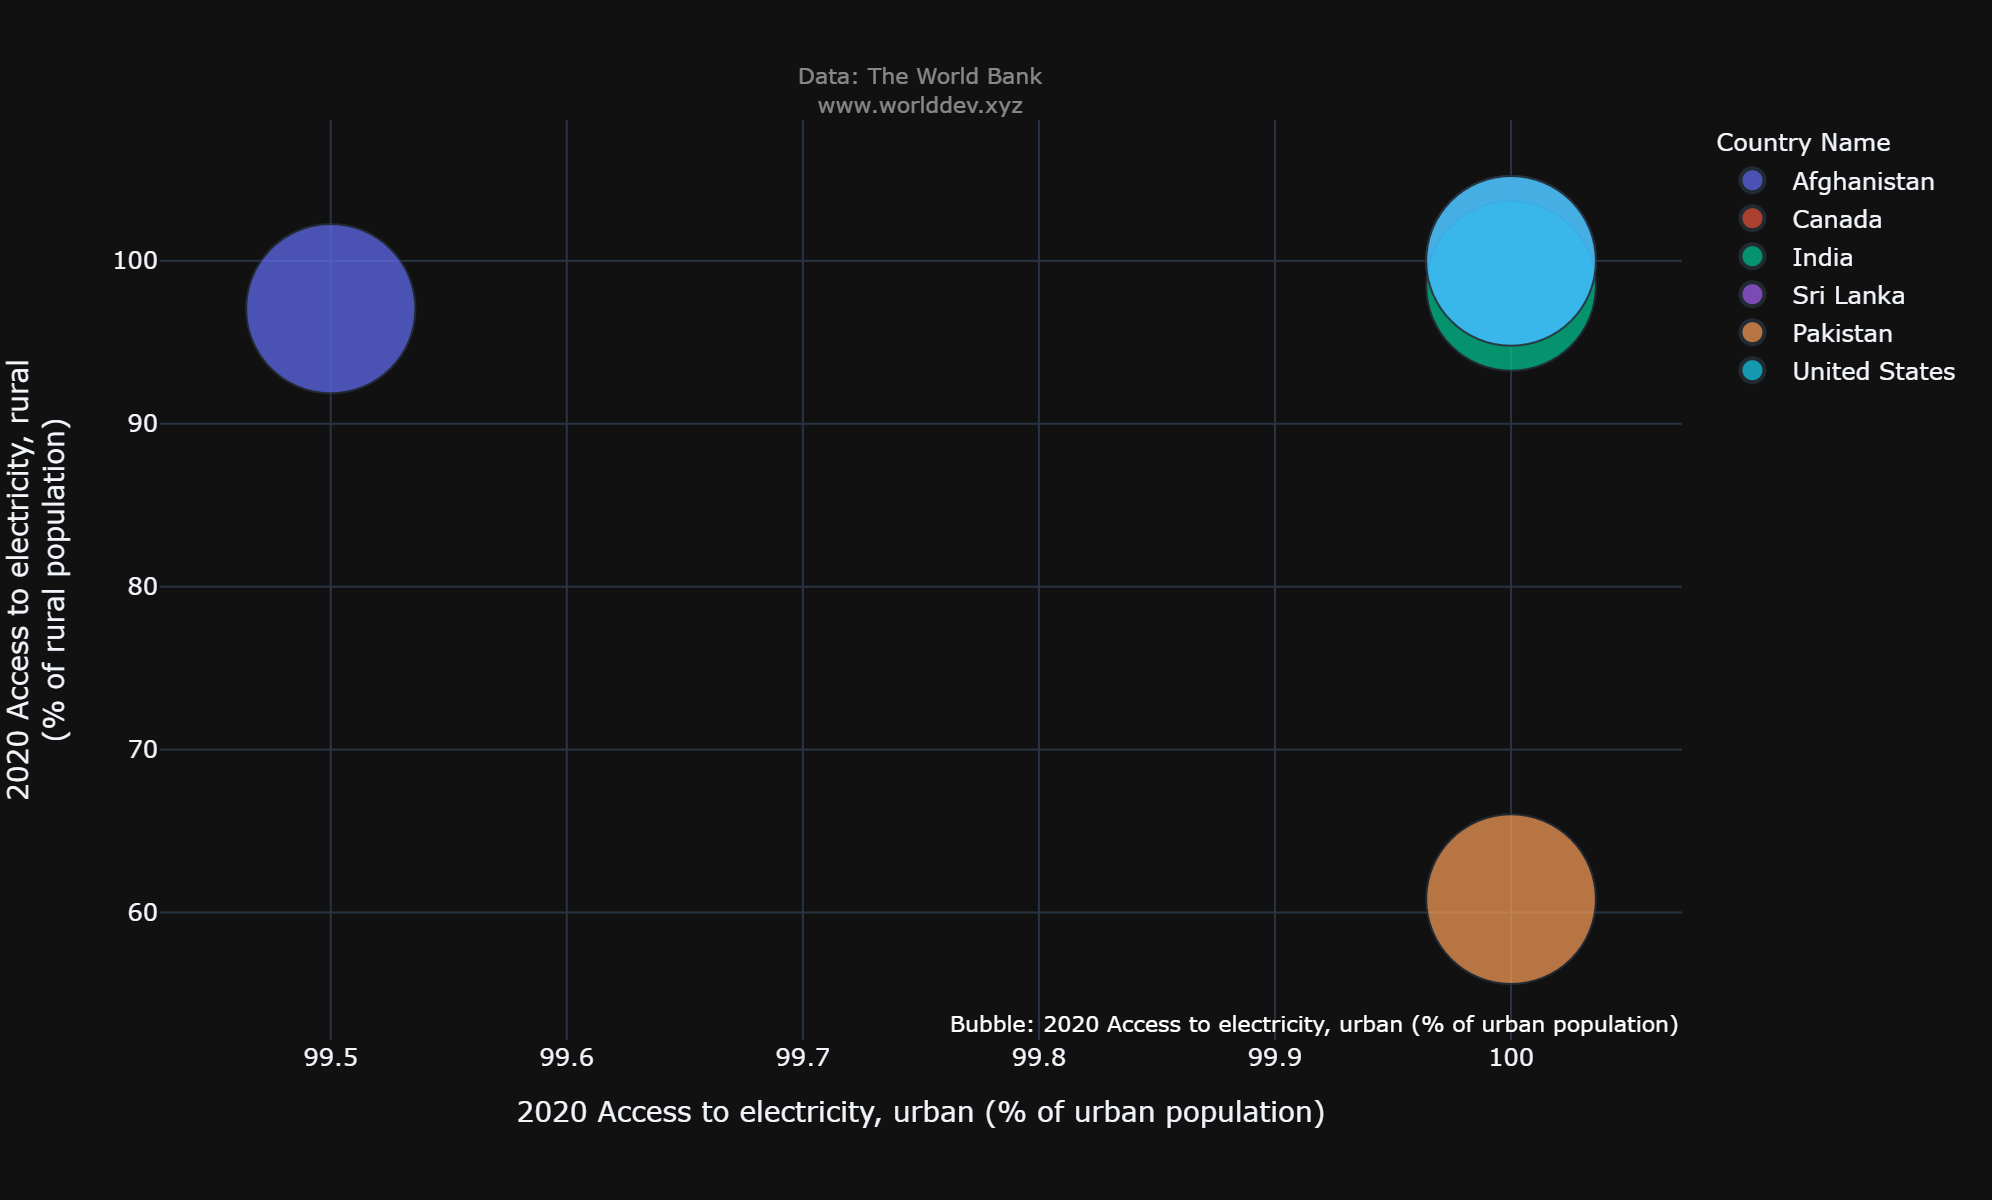 Data: The World Bank
www.worlddev.xyz
Country Name
Afghanistan
Canada
India
Sri Lanka
Pakistan
United States
2020 Access to electricity, rural
(% of rural population)
100
90
80
70
60
Bubble: 2020 Access to electricity, urban (% of urban population)
99.5
99.6
99.7
99.8
99.9
100
2020 Access to electricity, urban (% of urban population)